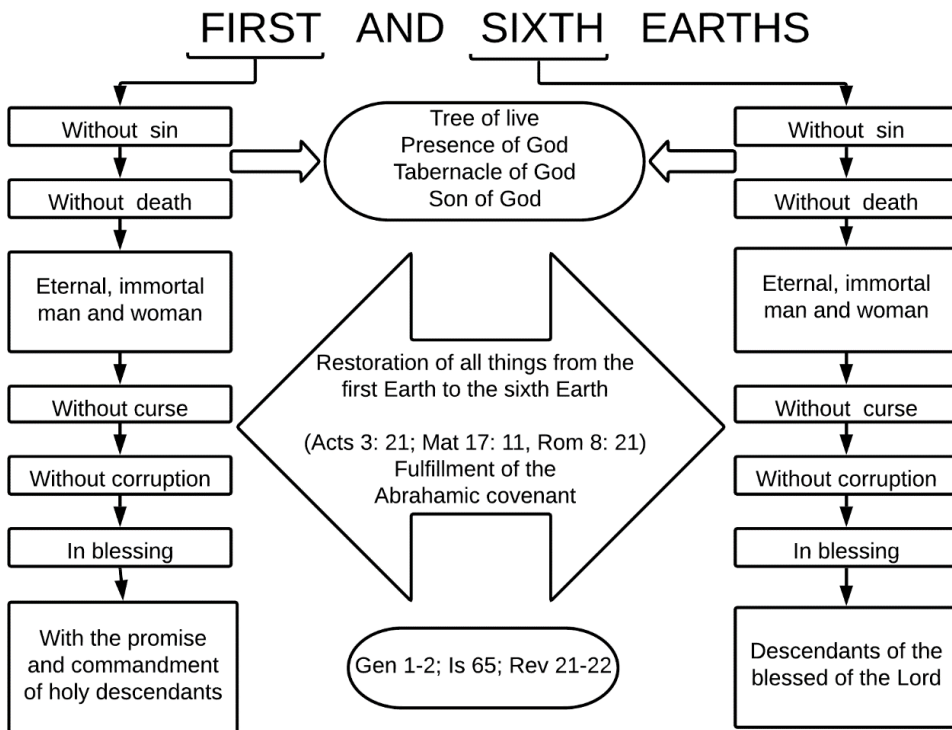 FIRST AND SIXTH EARTHS
Without sin
Without death
Eternal, immortal
man and woman
Without curse
Without corruption
In blessing
With the promise
and commandment
of holy descendants
Tree of live
Presence of God
Tabernacle of God
Son of God
Restoration of all things from the
first Earth to the sixth Earth
(Acts 3: 21; Mat 17: 11, Rom 8: 21)
Fulfillment of the
Abrahamic covenant
Gen 1-2; Is 65; Rev 21-22
Without sin
Without death
Eternal, immortal
man and woman
Without curse
Without corruption
In blessing
Descendants of the
blessed of the Lord